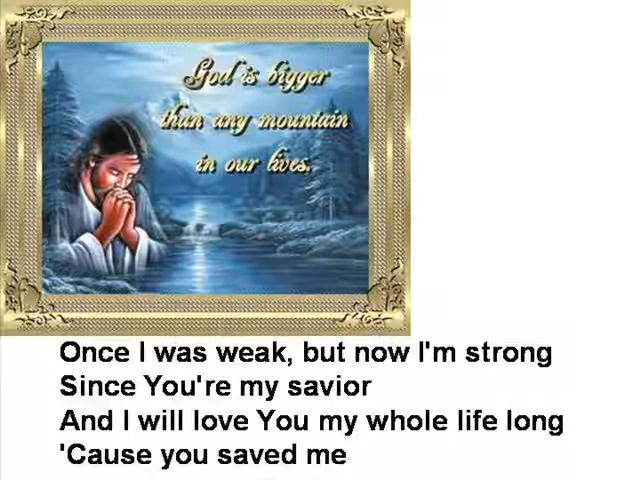 God is bigger
than any mountain
in our lives.
Once I was weak, but now I'm strong
Since You're my savior
And I will love You my whole life long
'Cause you saved me